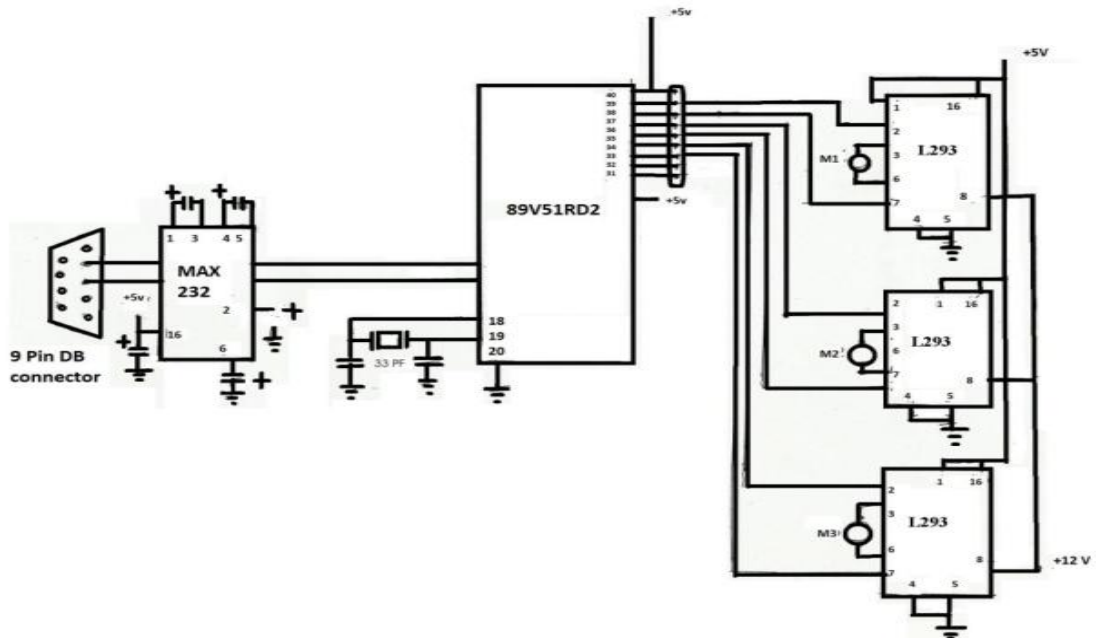 +5v
40
39
38
37
36
35
34
33
32
31
+5v
89V51RD2
18
19
20
33 PF
1 3 4 5
MAX
232
2
16
6
+5v
9 Pin DB
connector
+5V
1 16
2
3
L293
6
7
8
4 5
M1
1 16
2
3
L293
6
7
8
4 5
M2
1 16
2
3
L293
6
7
8
4 5
M3
+12 V